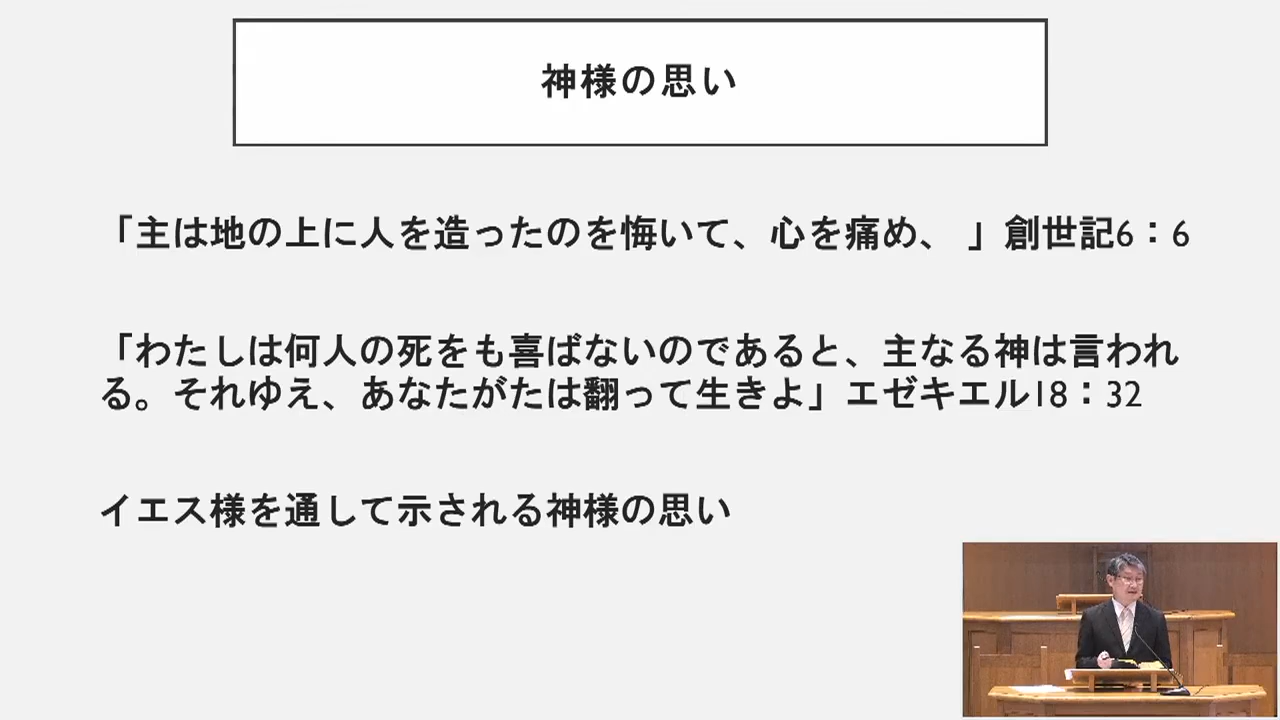 神様の思い
「主は地の上に人を造ったのを悔いて、心を痛め、 」創世記6：6
「わたしは何人の死をも喜ばないのであると、主なる神は言われ
る。それゆえ、あなたがたは翻って生きよ」エゼキエル18：32
イエス様を通して示される神様の思い